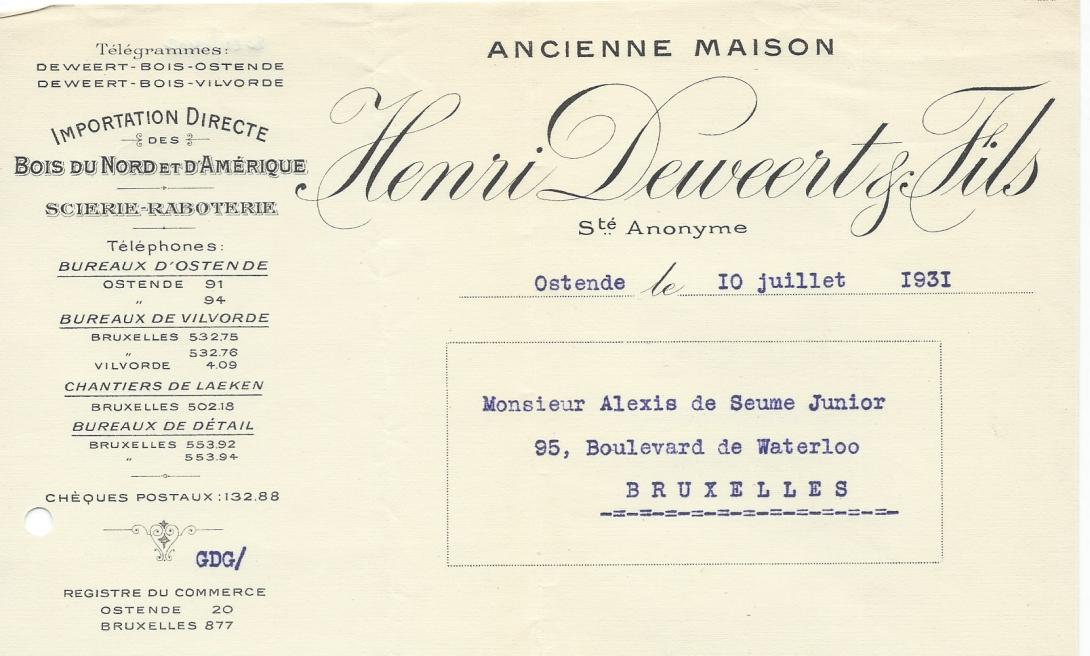 Télégrammes:
DEWEERT-BOIS-OSTENDE
DEWEERT-BOIS-VILVORDE
IMPORTATION DIRECTE
DES
BOIS DU NORD ET D'AMÉRIQUE
SCIERIE-RABOTERIE
Téléphones:
BUREAUX D'OSTENDE
OSTENDE 91
„ 94
BUREAUX DE VILVORDE
BRUXELLES 532.75
„ 532.76
VILVORDE 4.09
CHANTIERS DE LAEKEN
BRUXELLES 502.18
BUREAUX DE DÉTAIL
BRUXELLES 553.92
„ 553.94
CHÈQUES POSTAUX : 132.88
GDG/
REGISTRE DU COMMERCE
OSTENDE 20
BRUXELLES 877
ANCIENNE MAISON
Henri Deweert & Fils
Sté Anonyme
Ostende le 10 juillet 1931
Monsieur Alexis de Seume Junior
95, Boulevard de Waterloo
BRUXELLES
-=-=-=-=-=-=-=-=-=-=-=-